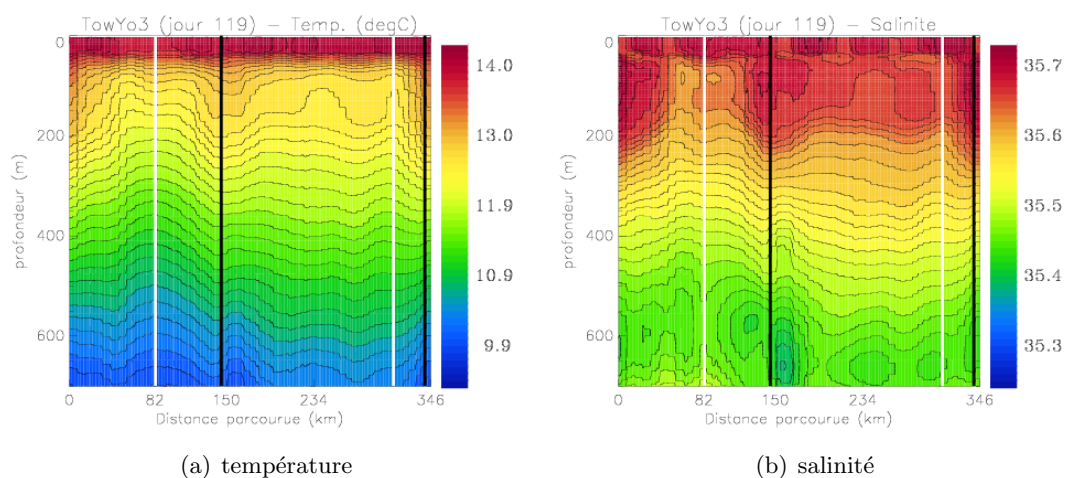 TowYo3 (jour 119) – Temp. (degC)
0
200
400
600
profondeur (m)
0 82 150 234 346
Distance parcourue (km)
14.0
13.0
11.9
10.9
9.9
(a) température
TowYo3 (jour 119) – Salinite
0
200
400
600
profondeur (m)
0 82 150 234 346
Distance parcourue (km)
35.7
35.6
35.5
35.4
35.3
(b) salinité